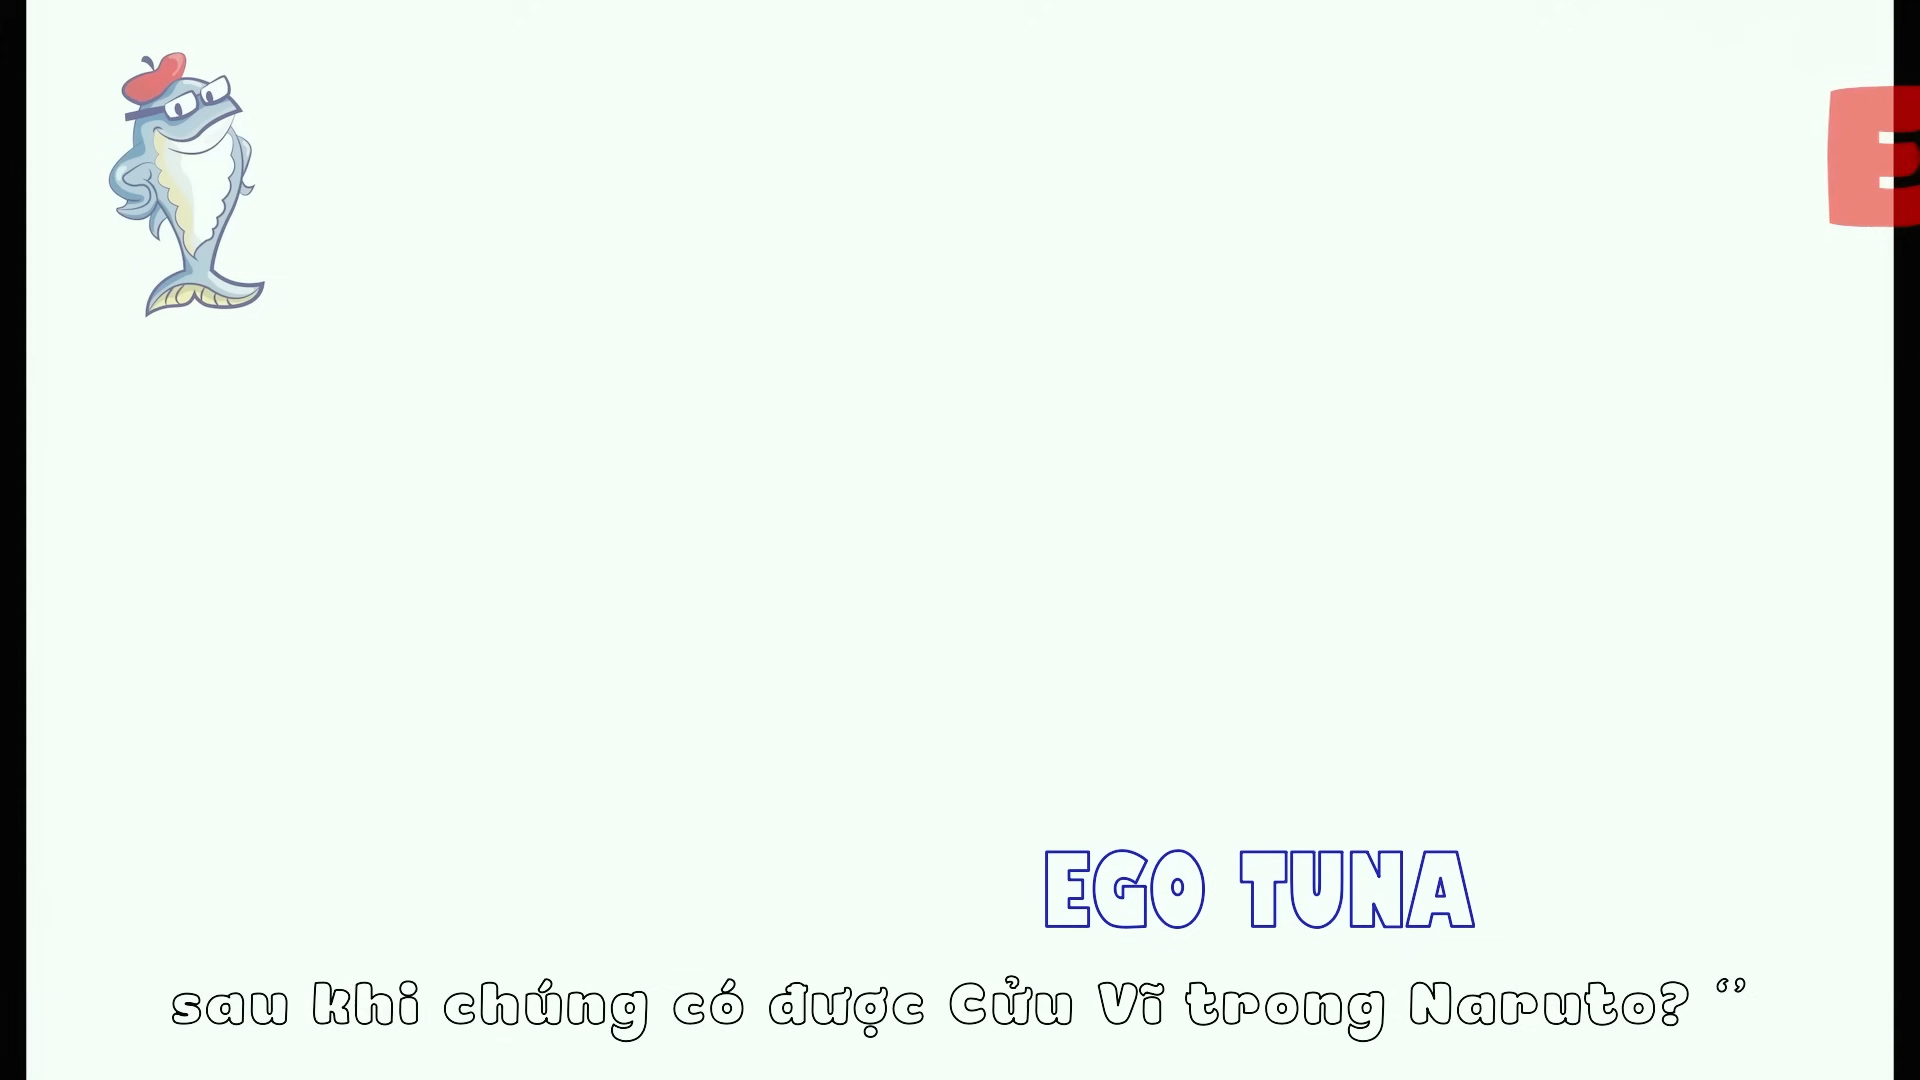 E
EGO TUNA
sau khi chúng có được Cửu Vĩ trong Naruto? “”